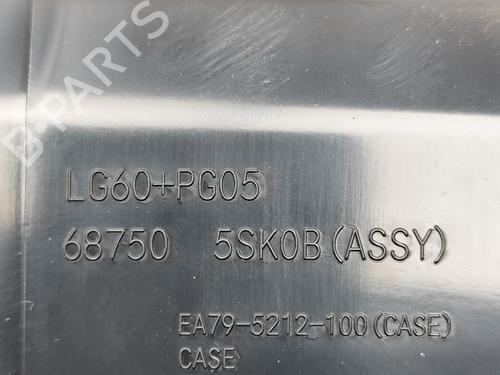 B-PARTS
LG60+PG05
68750 5SK0B(ASSY)
EA79-5212-100(CASE)
CASE